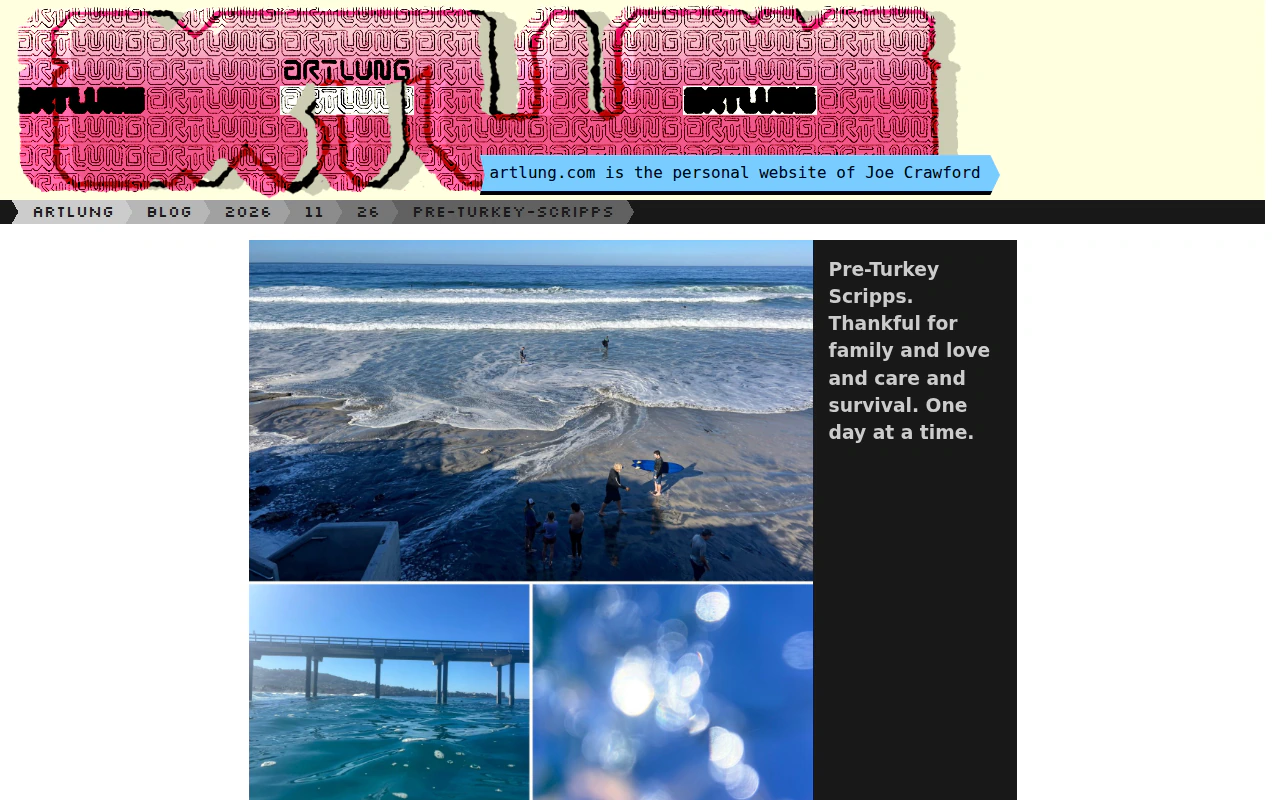 ARTLUNG
ARTLUNG
ARTLUNG
ARTLUNG
artlung.com is the personal website of Joe Crawford
ARTLUNG BLOG 2026 11 26 PRE-TURKEY-SCRIPPS
Pre-Turkey
Scripps.
Thankful for
family and love
and care and
survival. One
day at a time.